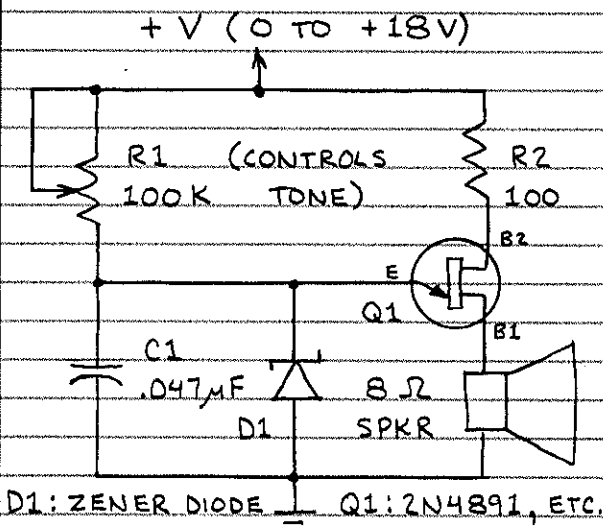 + V (0 TO +18V)
R1 (CONTROLS R2
100K TONE) 100
B2
E
Q1
B1
C1
.047µF 8 Ω
D1 SPKR
D1: ZENER DIODE Q1: 2N4891, ETC.